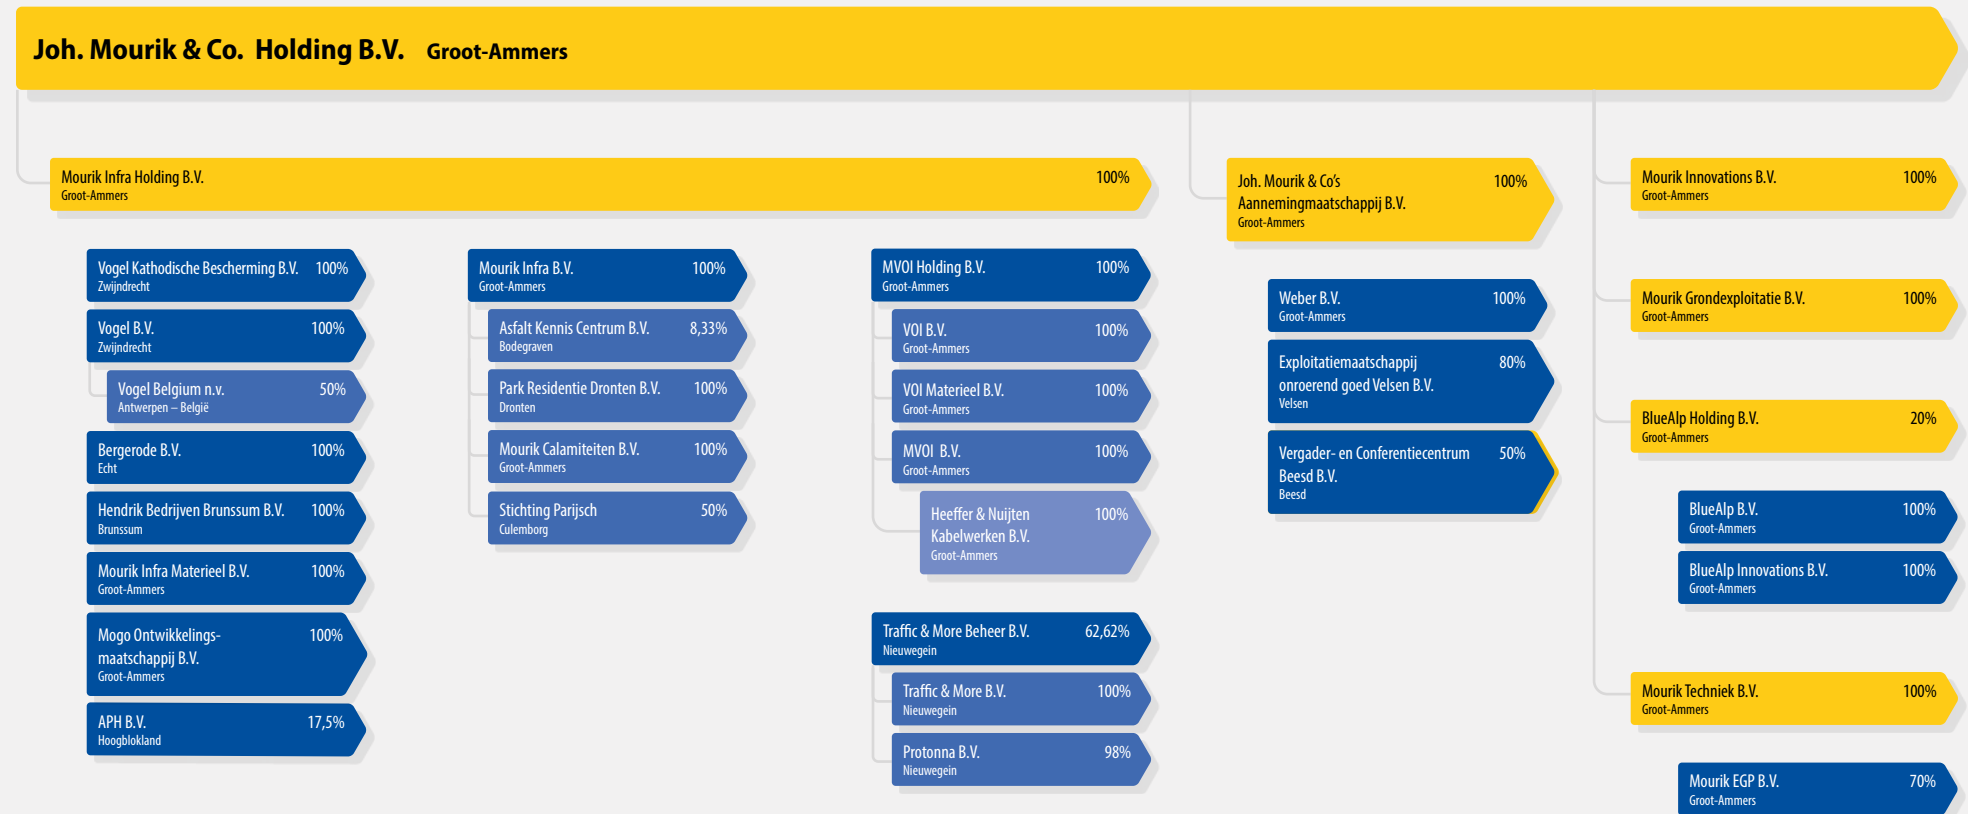 Joh. Mourik & Co. Holding B.V. Groot-Ammers
Mourik Infra Holding B.V. 100%
Groot-Ammers
Vogel Kathodische Bescherming B.V. 100%
Zwijndrecht
Vogel B.V. 100%
Zwijndrecht
Vogel Belgium n.v. 50%
Antwerpen – België
Bergerode B.V. 100%
Echt
Hendrik Bedrijven Brunssum B.V. 100%
Brunssum
Mourik Infra Materieel B.V. 100%
Groot-Ammers
Mogo Ontwikkelings- 100%
maatschappij B.V.
Groot-Ammers
APH B.V. 17,5%
Hoogblokland
Mourik Infra B.V. 100%
Groot-Ammers
Asfalt Kennis Centrum B.V. 8,33%
Bodegraven
Park Residentie Dronten B.V. 100%
Dronten
Mourik Calamiteiten B.V. 100%
Groot-Ammers
Stichting Parijsch 50%
Culemborg
MVOI Holding B.V. 100%
Groot-Ammers
VOI B.V. 100%
Groot-Ammers
VOI Materieel B.V. 100%
Groot-Ammers
MVOI B.V. 100%
Groot-Ammers
Heeffer & Nuijten 100%
Kabelwerken B.V.
Groot-Ammers
Traffic & More Beheer B.V. 62,62%
Nieuwegein
Traffic & More B.V. 100%
Nieuwegein
Protonna B.V. 98%
Nieuwegein
Joh. Mourik & Co's 100%
Aannemingmaatschappij B.V.
Groot-Ammers
Weber B.V. 100%
Groot-Ammers
Exploitatiemaatschappij 80%
onroerend goed Velsen B.V.
Velsen
Vergader- en Conferentiecentrum 50%
Beesd B.V.
Beesd
Mourik Innovations B.V. 100%
Groot-Ammers
Mourik Grondexploitatie B.V. 100%
Groot-Ammers
BlueAlp Holding B.V. 20%
Groot-Ammers
BlueAlp B.V. 100%
Groot-Ammers
BlueAlp Innovations B.V. 100%
Groot-Ammers
Mourik Techniek B.V. 100%
Groot-Ammers
Mourik EGP B.V. 70%
Groot-Ammers